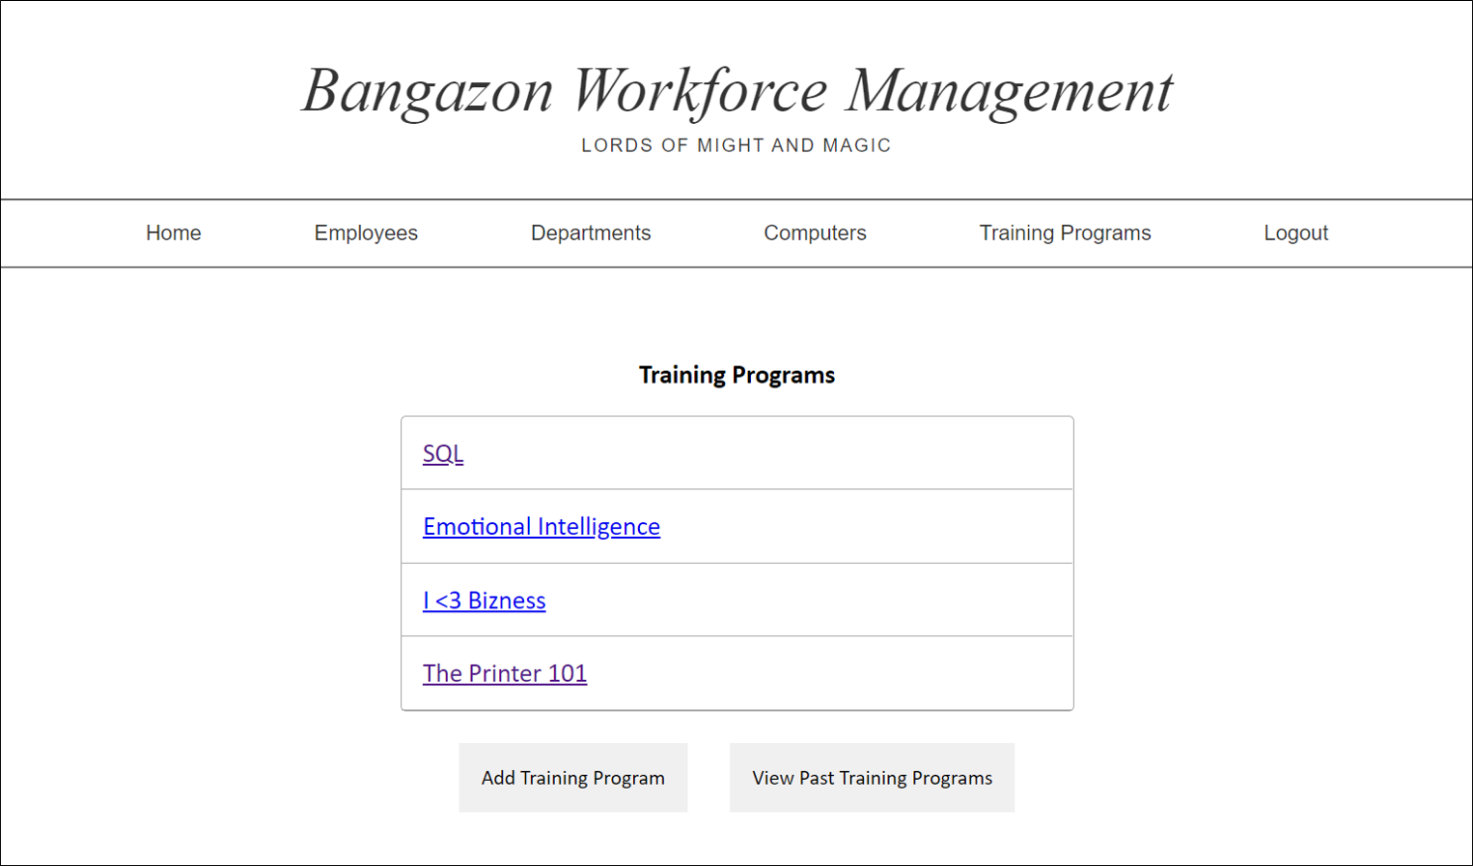 Bangazon Workforce Management
LORDS OF MIGHT AND MAGIC
Home Employees Departments Computers Training Programs Logout
Training Programs
SQL
Emotional Intelligence
I <3 Bizness
The Printer 101
Add Training Program View Past Training Programs